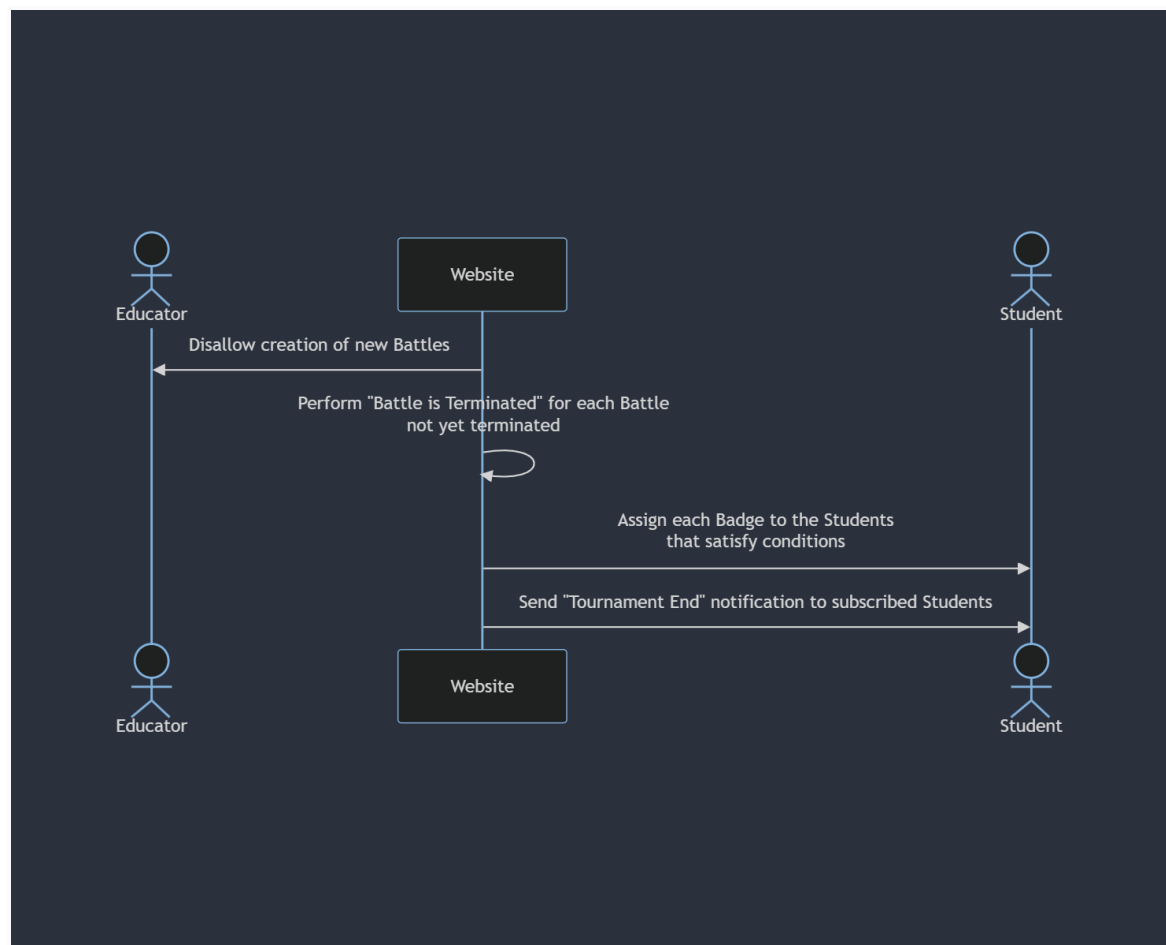 Website
Educator
Student
Disallow creation of new Battles
Perform "Battle is Terminated" for each Battle
not yet terminated
Assign each Badge to the Students
that satisfy conditions
Send "Tournament End" notification to subscribed Students
Website
Educator
Student